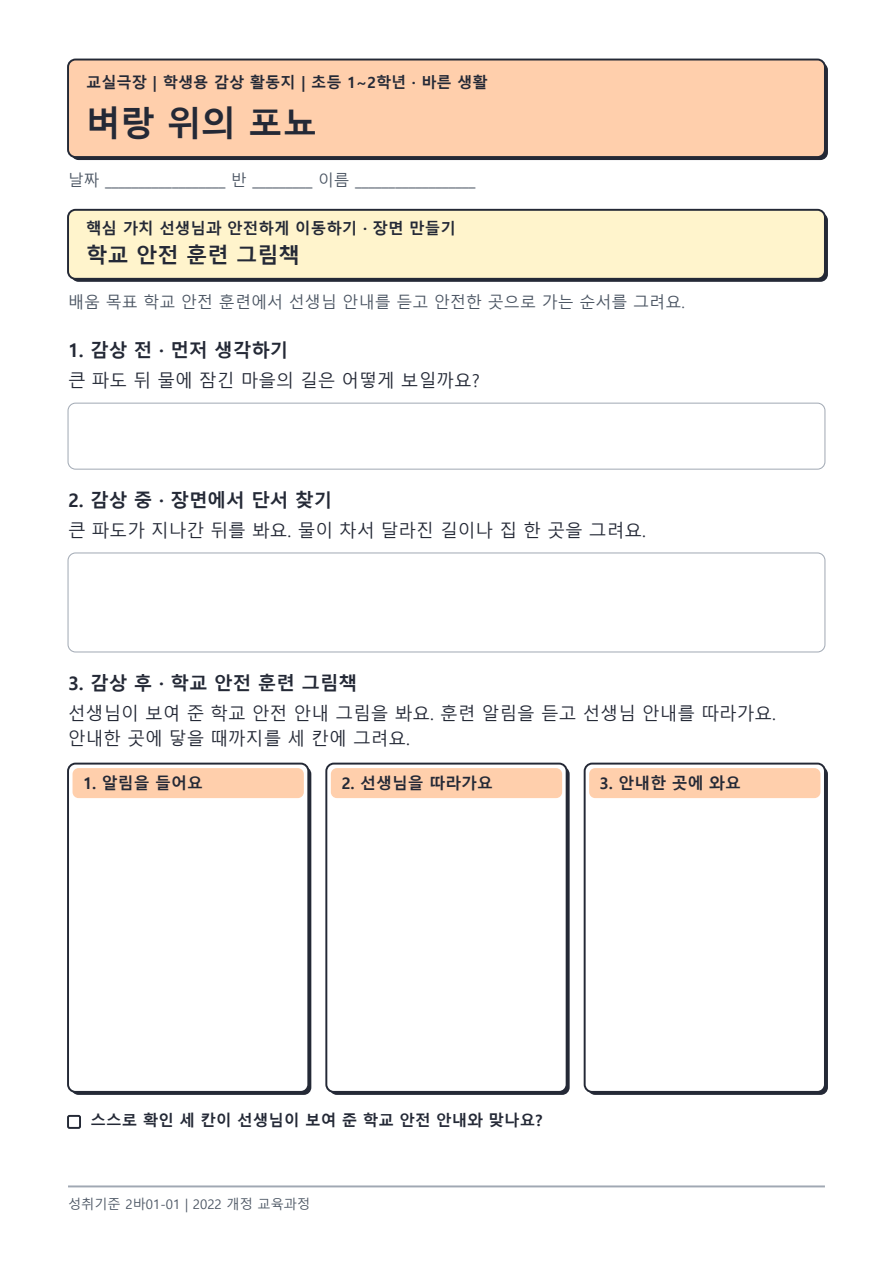 교실극장 | 학생용 감상 활동지 | 초등 1~2학년 · 바른 생활
벼랑 위의 포뇨
날짜 _______________ 반 _______ 이름 _______________
핵심 가치 선생님과 안전하게 이동하기 · 장면 만들기
학교 안전 훈련 그림책
배움 목표 학교 안전 훈련에서 선생님 안내를 듣고 안전한 곳으로 가는 순서를 그려요.
1. 감상 전 · 먼저 생각하기
큰 파도 뒤 물에 잠긴 마을의 길은 어떻게 보일까요?
2. 감상 중 · 장면에서 단서 찾기
큰 파도가 지나간 뒤를 봐요. 물이 차서 달라진 길이나 집 한 곳을 그려요.
3. 감상 후 · 학교 안전 훈련 그림책
선생님이 보여 준 학교 안전 안내 그림을 봐요. 훈련 알림을 듣고 선생님 안내를 따라가요.
안내한 곳에 닿을 때까지를 세 칸에 그려요.
1. 알림을 들어요
2. 선생님을 따라가요
3. 안내한 곳에 와요
스스로 확인 세 칸이 선생님이 보여 준 학교 안전 안내와 맞나요?
성취기준 2바01-01 | 2022 개정 교육과정